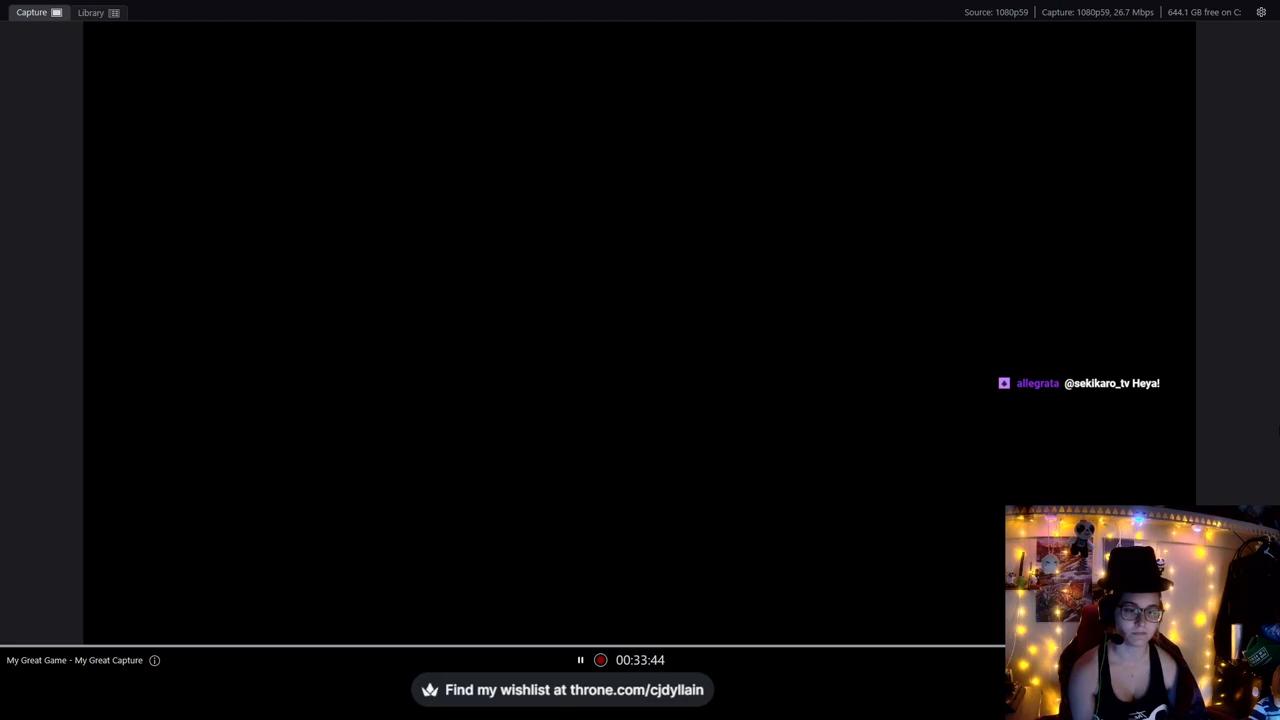 Capture
Library
Source: 1080p59
Capture: 1080p59, 26.7 Mbps
644.1 GB free on C:
allegrata @sekikaro_tv Heya!
My Great Game - My Great Capture
00:33:44
Find my wishlist at throne.com/cjdyllain